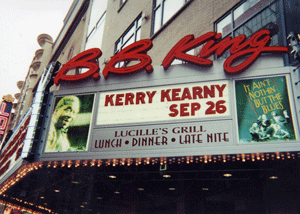 B.B. King
KERRY KEARNY
SEP 26
LUCILLE'S GRILL
LUNCH • DINNER • LATE NITE
IT AIN'T
NOTHIN'
BUT THE
BLUES